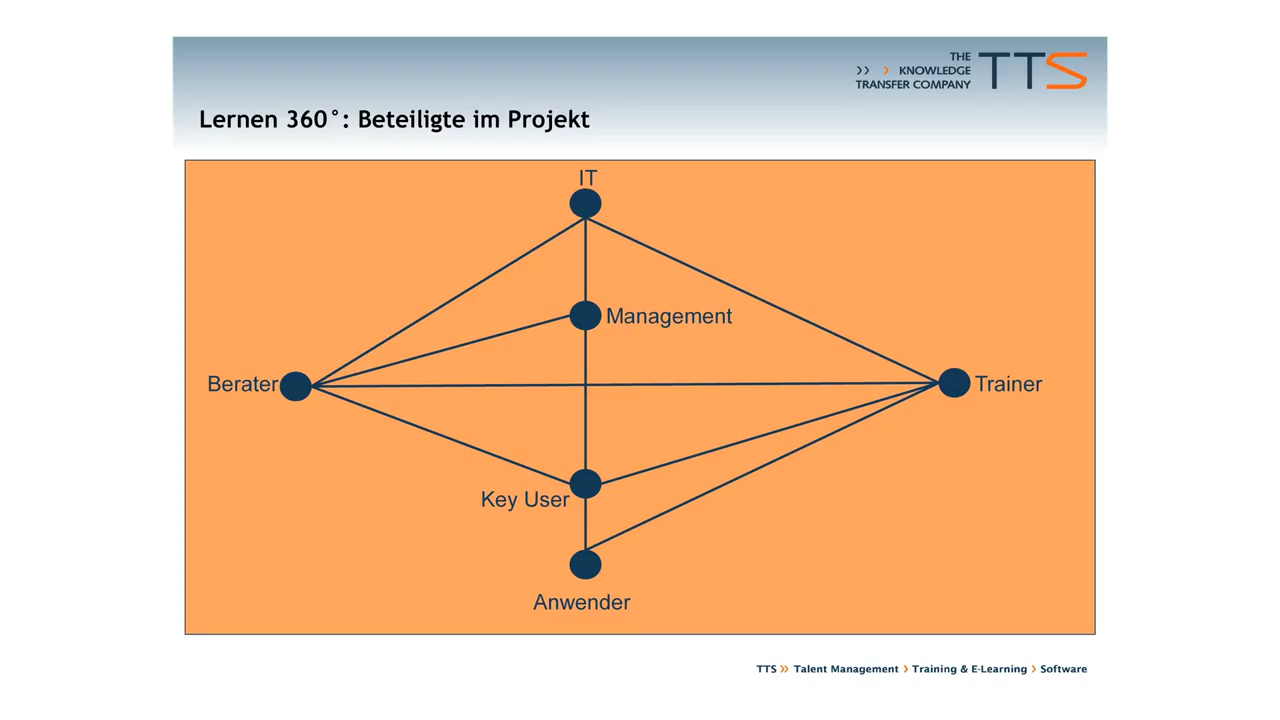 THE
›› › KNOWLEDGE
TRANSFER COMPANY
TTS
Lernen 360°: Beteiligte im Projekt
IT
Management
Berater
Trainer
Key User
Anwender
TTS ›› Talent Management › Training & E-Learning › Software